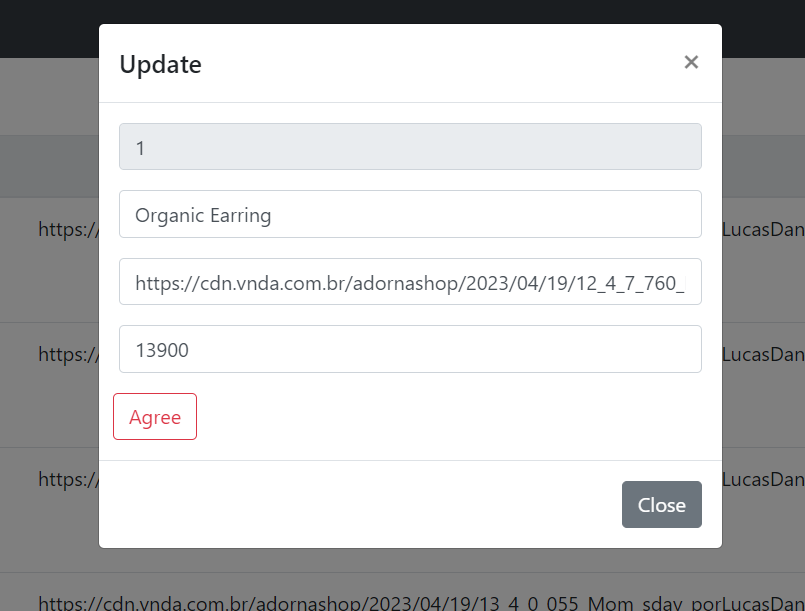 Update
×
1
https://
LucasDan
Organic Earring
https://cdn.vnda.com.br/adornashop/2023/04/19/12_4_7_760_
https://
13900
LucasDan
Agree
https://
LucasDan
Close
https://cdn.vnda.com.br/adornashop/2023/04/19/13_4_0_055_Mom_sday_porLucasDan